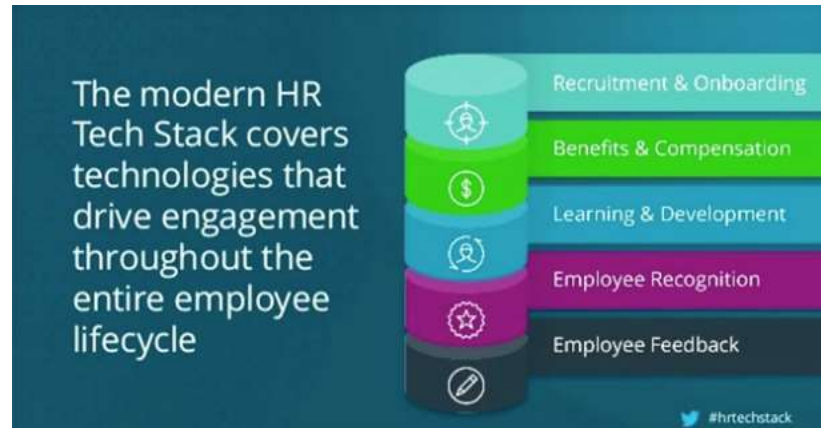 The modern HR
Tech Stack covers
technologies that
drive engagement
throughout the
entire employee
lifecycle
Recruitment & Onboarding
Benefits & Compensation
Learning & Development
Employee Recognition
Employee Feedback
#hrtechstack